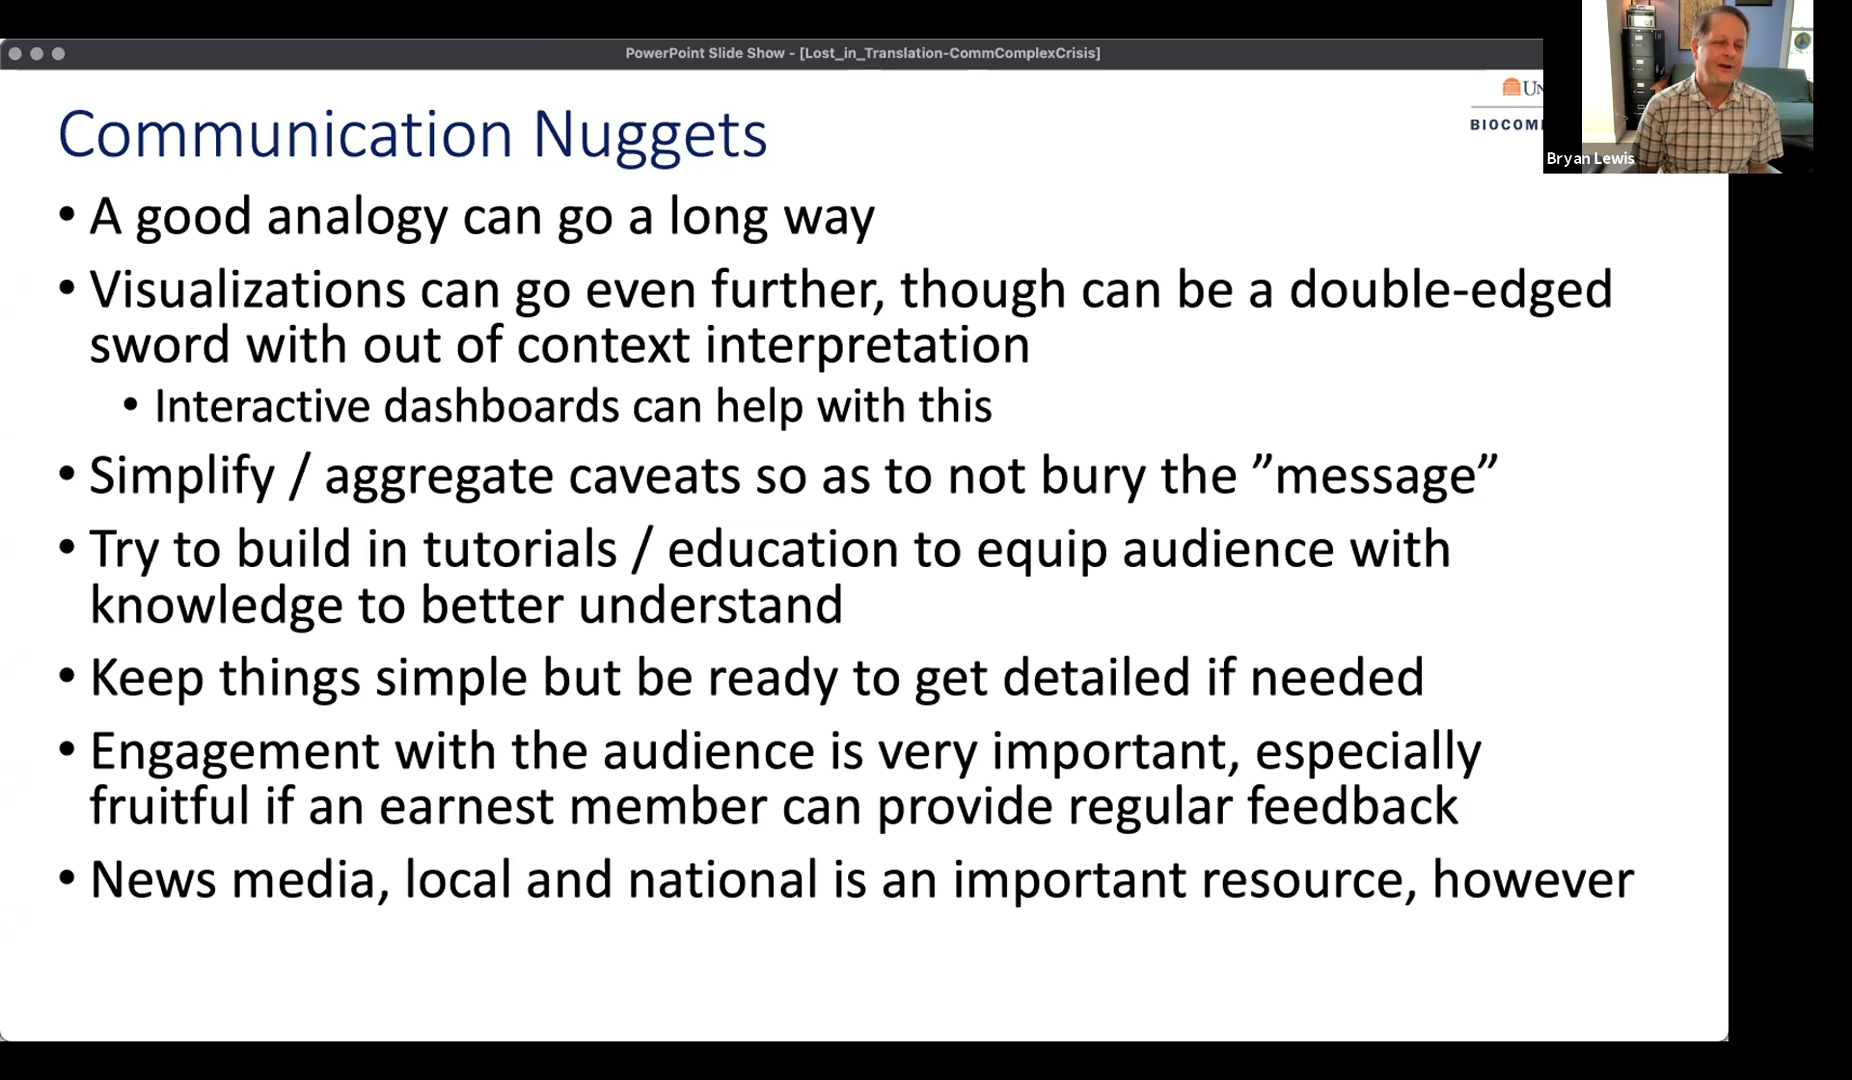 PowerPoint Slide Show - [Lost_in_Translation-CommComplexCrisis]
Communication Nuggets
• A good analogy can go a long way
• Visualizations can go even further, though can be a double-edged
sword with out of context interpretation
• Interactive dashboards can help with this
• Simplify / aggregate caveats so as to not bury the ”message”
• Try to build in tutorials / education to equip audience with
knowledge to better understand
• Keep things simple but be ready to get detailed if needed
• Engagement with the audience is very important, especially
fruitful if an earnest member can provide regular feedback
• News media, local and national is an important resource, however
Bryan Lewis